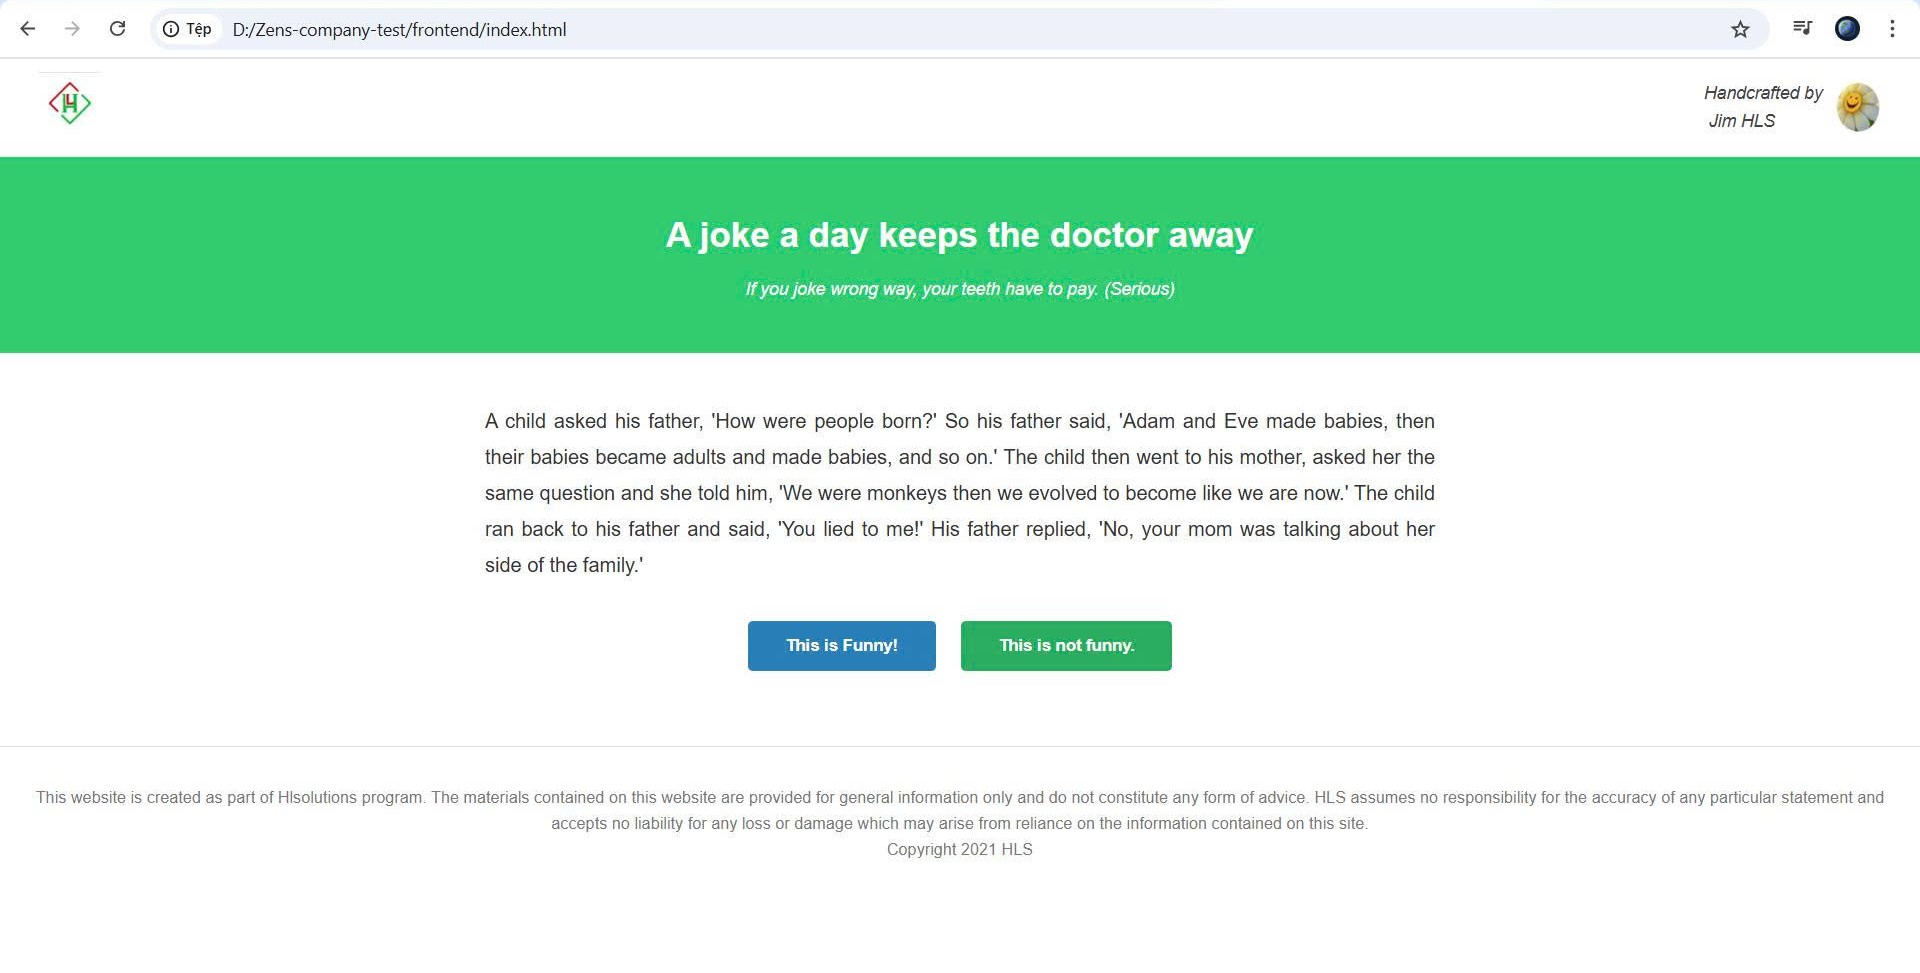 Tệp D:/Zens-company-test/frontend/index.html
H
Handcrafted by
Jim HLS
A joke a day keeps the doctor away
If you joke wrong way, your teeth have to pay. (Serious)
A child asked his father, 'How were people born?' So his father said, 'Adam and Eve made babies, then
their babies became adults and made babies, and so on.' The child then went to his mother, asked her the
same question and she told him, 'We were monkeys then we evolved to become like we are now.' The child
ran back to his father and said, 'You lied to me!' His father replied, 'No, your mom was talking about her
side of the family.'
This is Funny! This is not funny.
This website is created as part of Hlsolutions program. The materials contained on this website are provided for general information only and do not constitute any form of advice. HLS assumes no responsibility for the accuracy of any particular statement and
accepts no liability for any loss or damage which may arise from reliance on the information contained on this site.
Copyright 2021 HLS